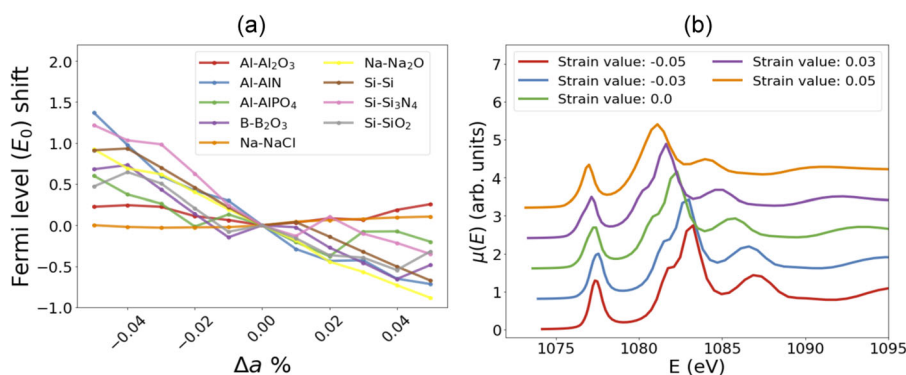 (a)
(b)
2.0
1.5
1.0
0.5
0.0
−0.5
−1.0
Fermi level (E₀) shift
Al-Al₂O₃
Al-AlN
Al-AlPO₄
B-B₂O₃
Na-NaCl
Na-Na₂O
Si-Si
Si-Si₃N₄
Si-SiO₂
−0.04
−0.02
0.00
0.02
0.04
Δa %
7
6
5
4
3
2
1
0
μ(E) (arb. units)
Strain value: -0.05
Strain value: -0.03
Strain value: 0.0
Strain value: 0.03
Strain value: 0.05
1075
1080
1085
1090
1095
E (eV)